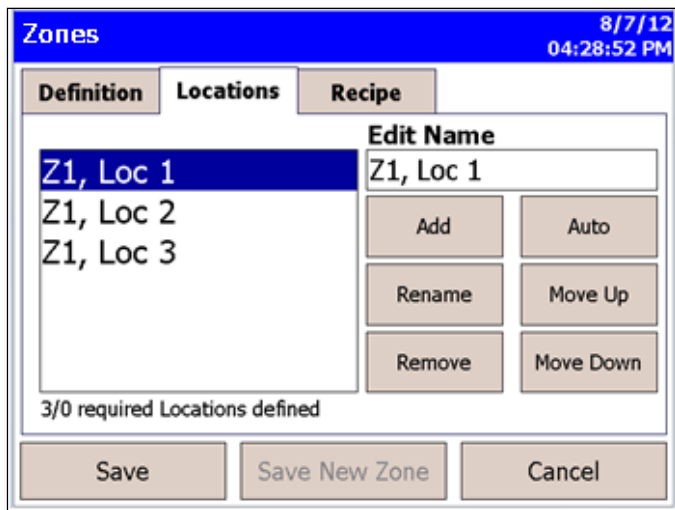 Zones
8/7/12
04:28:52 PM
Definition Locations Recipe
Edit Name
Z1, Loc 1
Z1, Loc 1
Z1, Loc 2
Z1, Loc 3
Add Auto
Rename Move Up
Remove Move Down
3/0 required Locations defined
Save Save New Zone Cancel